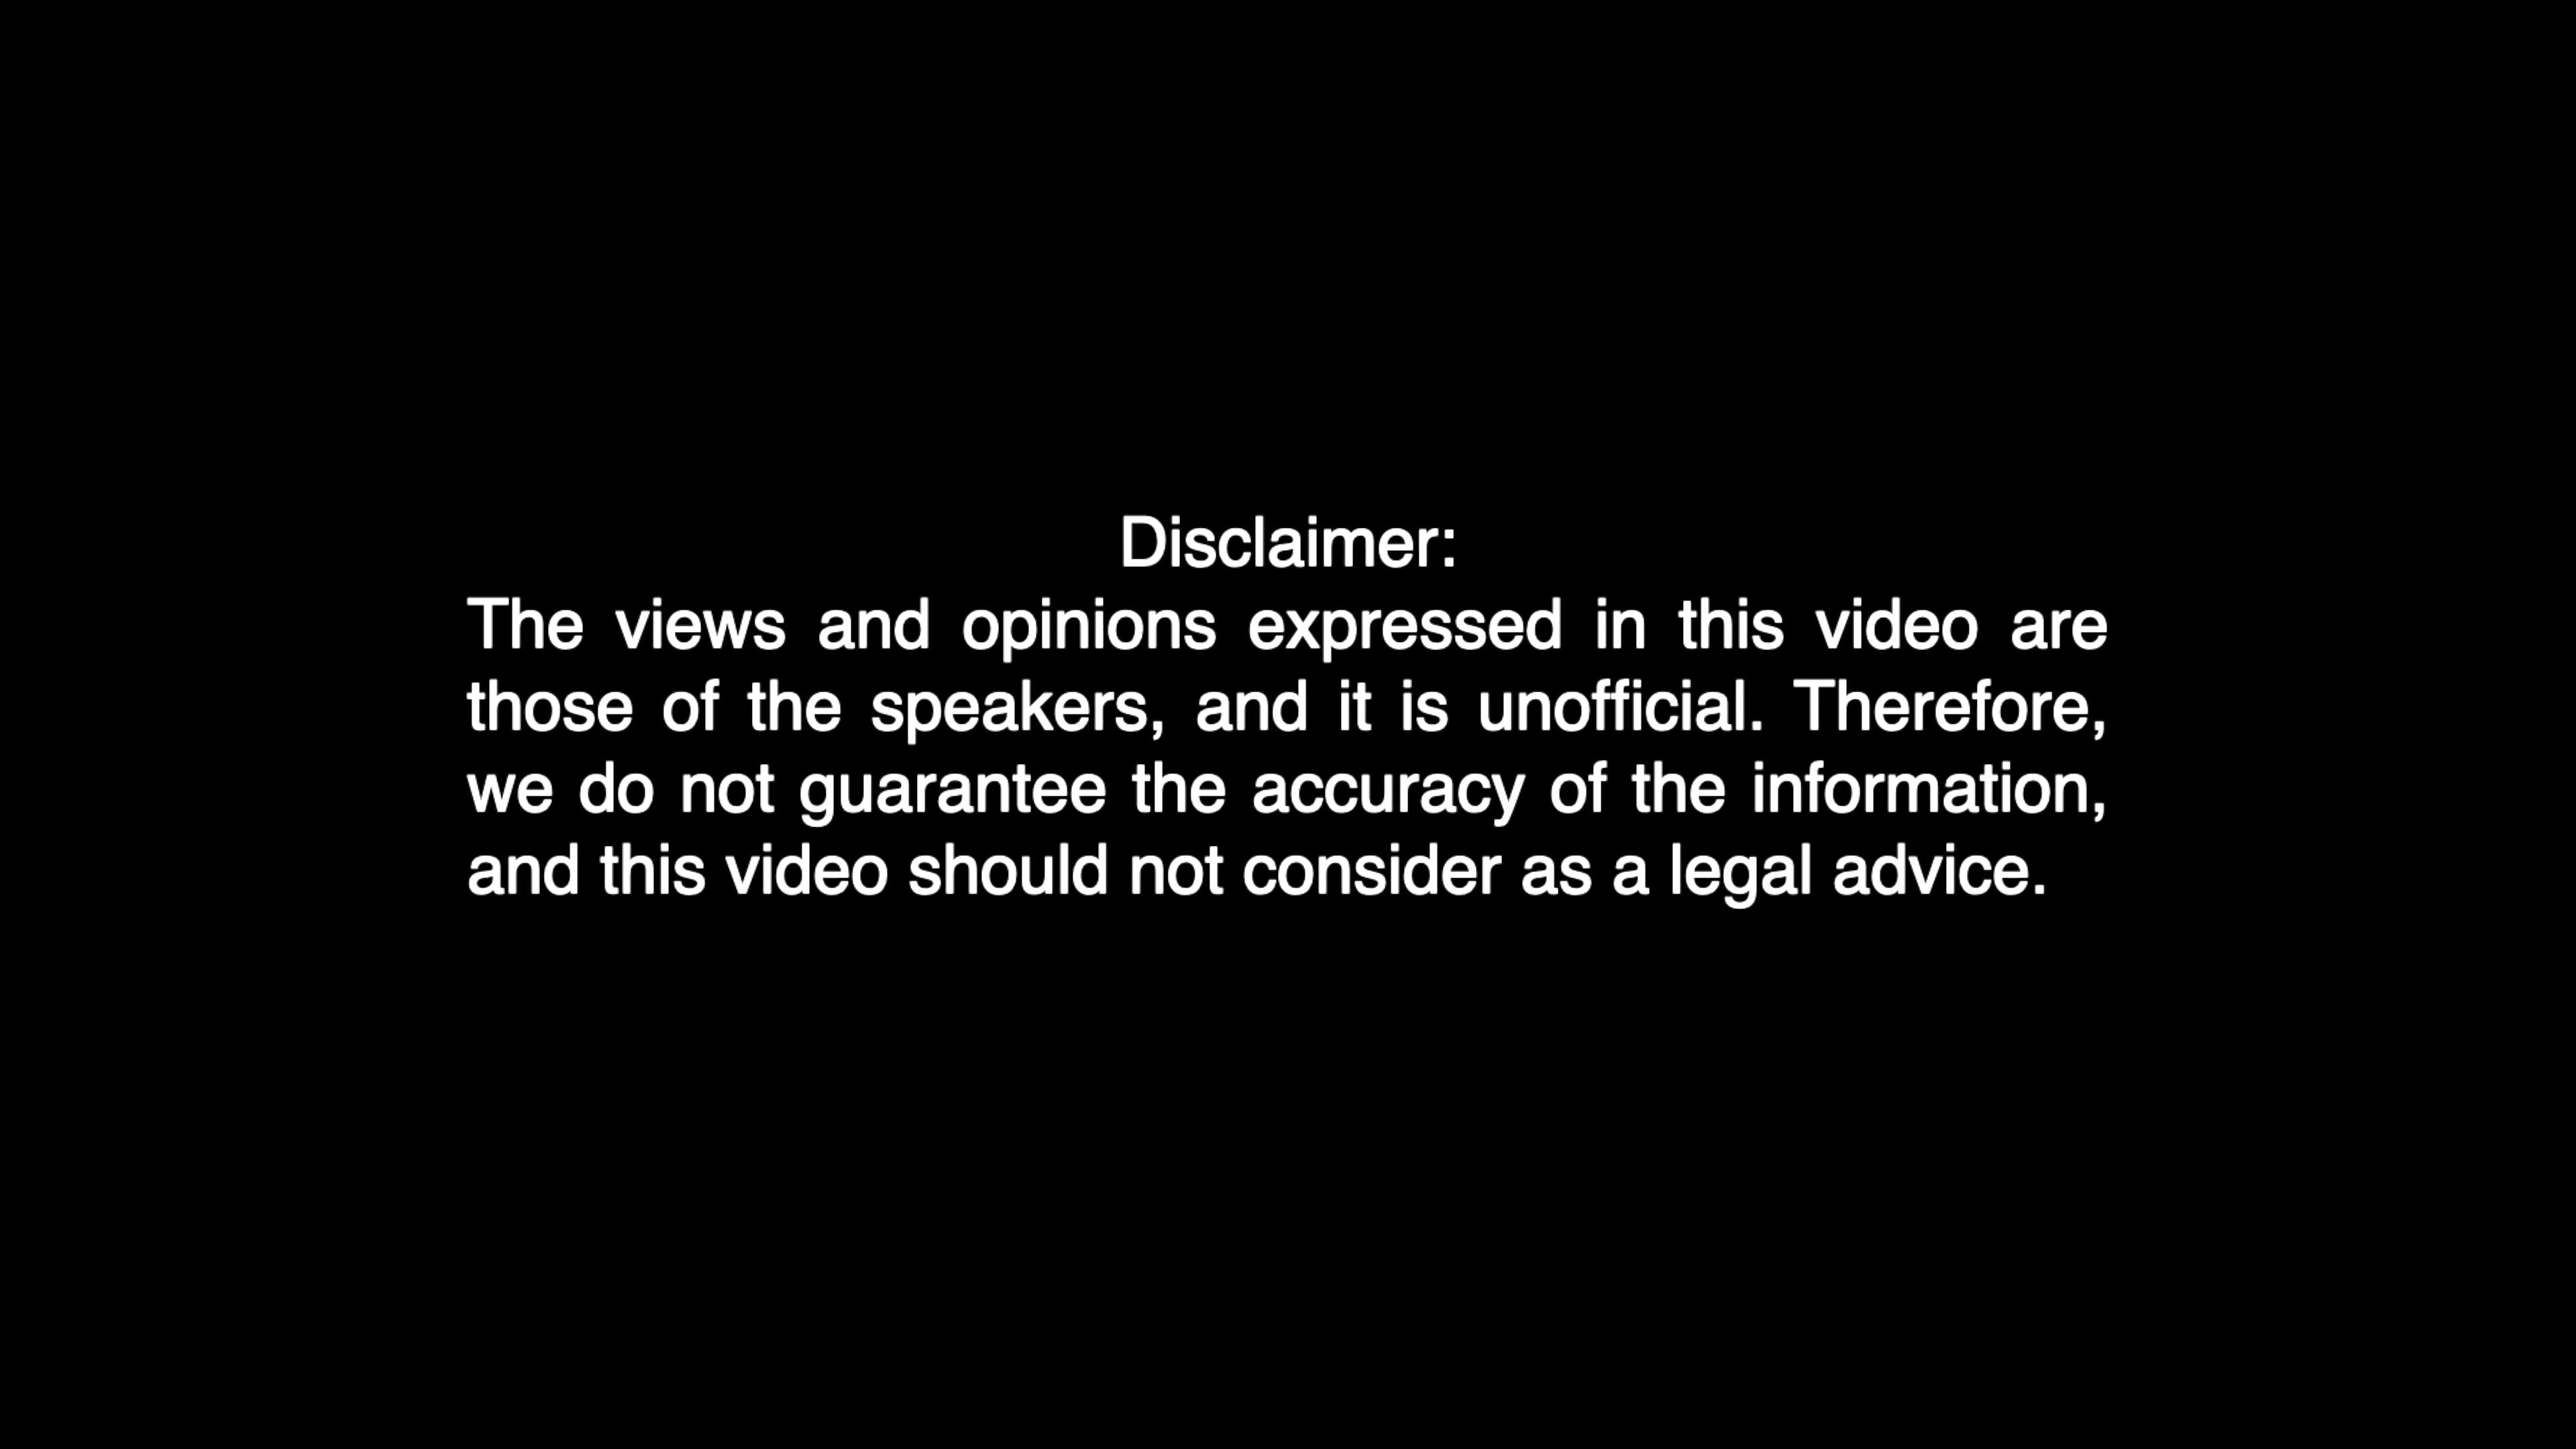 Disclaimer:
The views and opinions expressed in this video are
those of the speakers, and it is unofficial. Therefore,
we do not guarantee the accuracy of the information,
and this video should not consider as a legal advice.